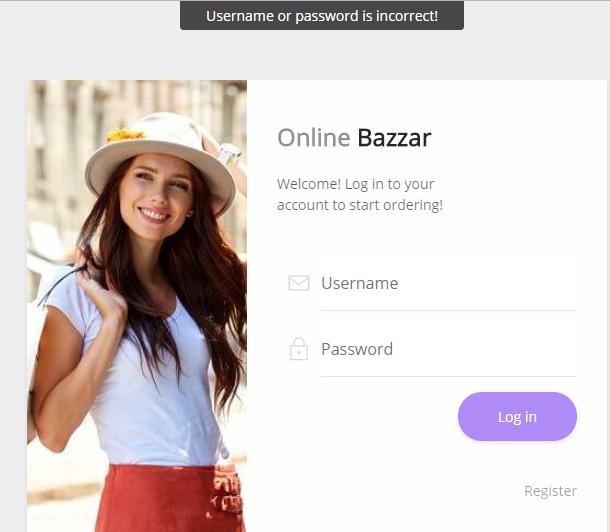 Username or password is incorrect!
Online Bazzar
Welcome! Log in to your
account to start ordering!
Username
Password
Log in
Register